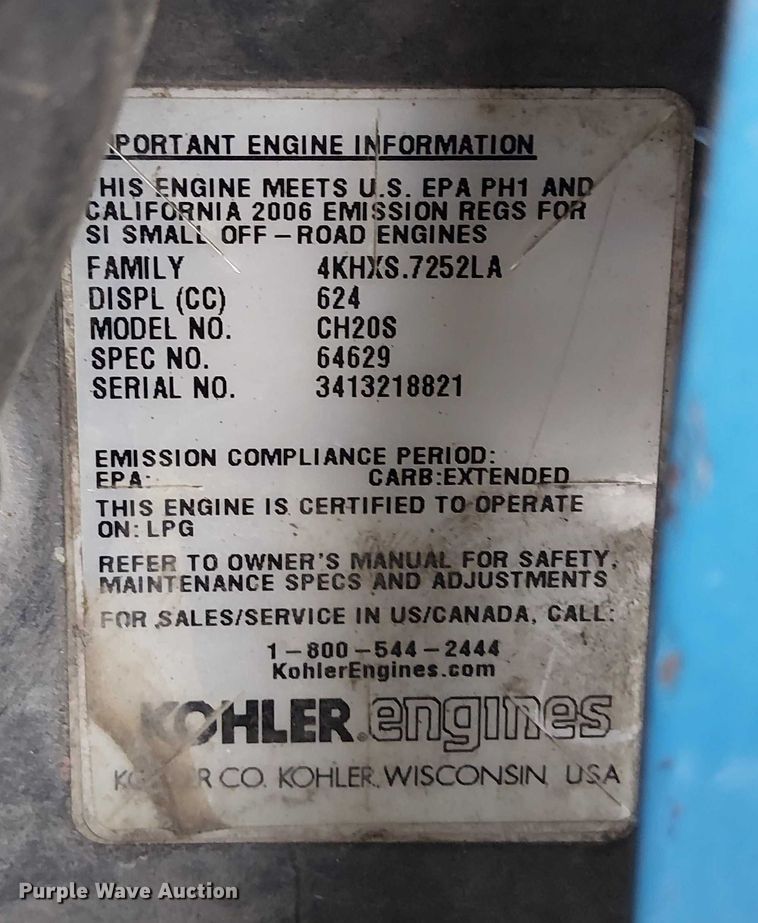 PORTANT ENGINE INFORMATION
HIS ENGINE MEETS U.S. EPA PH1 AND
CALIFORNIA 2006 EMISSION REGS FOR
SI SMALL OFF-ROAD ENGINES
FAMILY 4KHXS.7252LA
DISPL (CC) 624
MODEL NO. CH20S
SPEC NO. 64629
SERIAL NO. 3413218821
EMISSION COMPLIANCE PERIOD:
EPA: CARB:EXTENDED
THIS ENGINE IS CERTIFIED TO OPERATE
ON: LPG
REFER TO OWNER'S MANUAL FOR SAFETY,
MAINTENANCE SPECS AND ADJUSTMENTS
FOR SALES/SERVICE IN US/CANADA, CALL:
1-800-544-2444
KohlerEngines.com
KOHLER engines
KOHLER CO. KOHLER, WISCONSIN USA
Purple Wave Auction